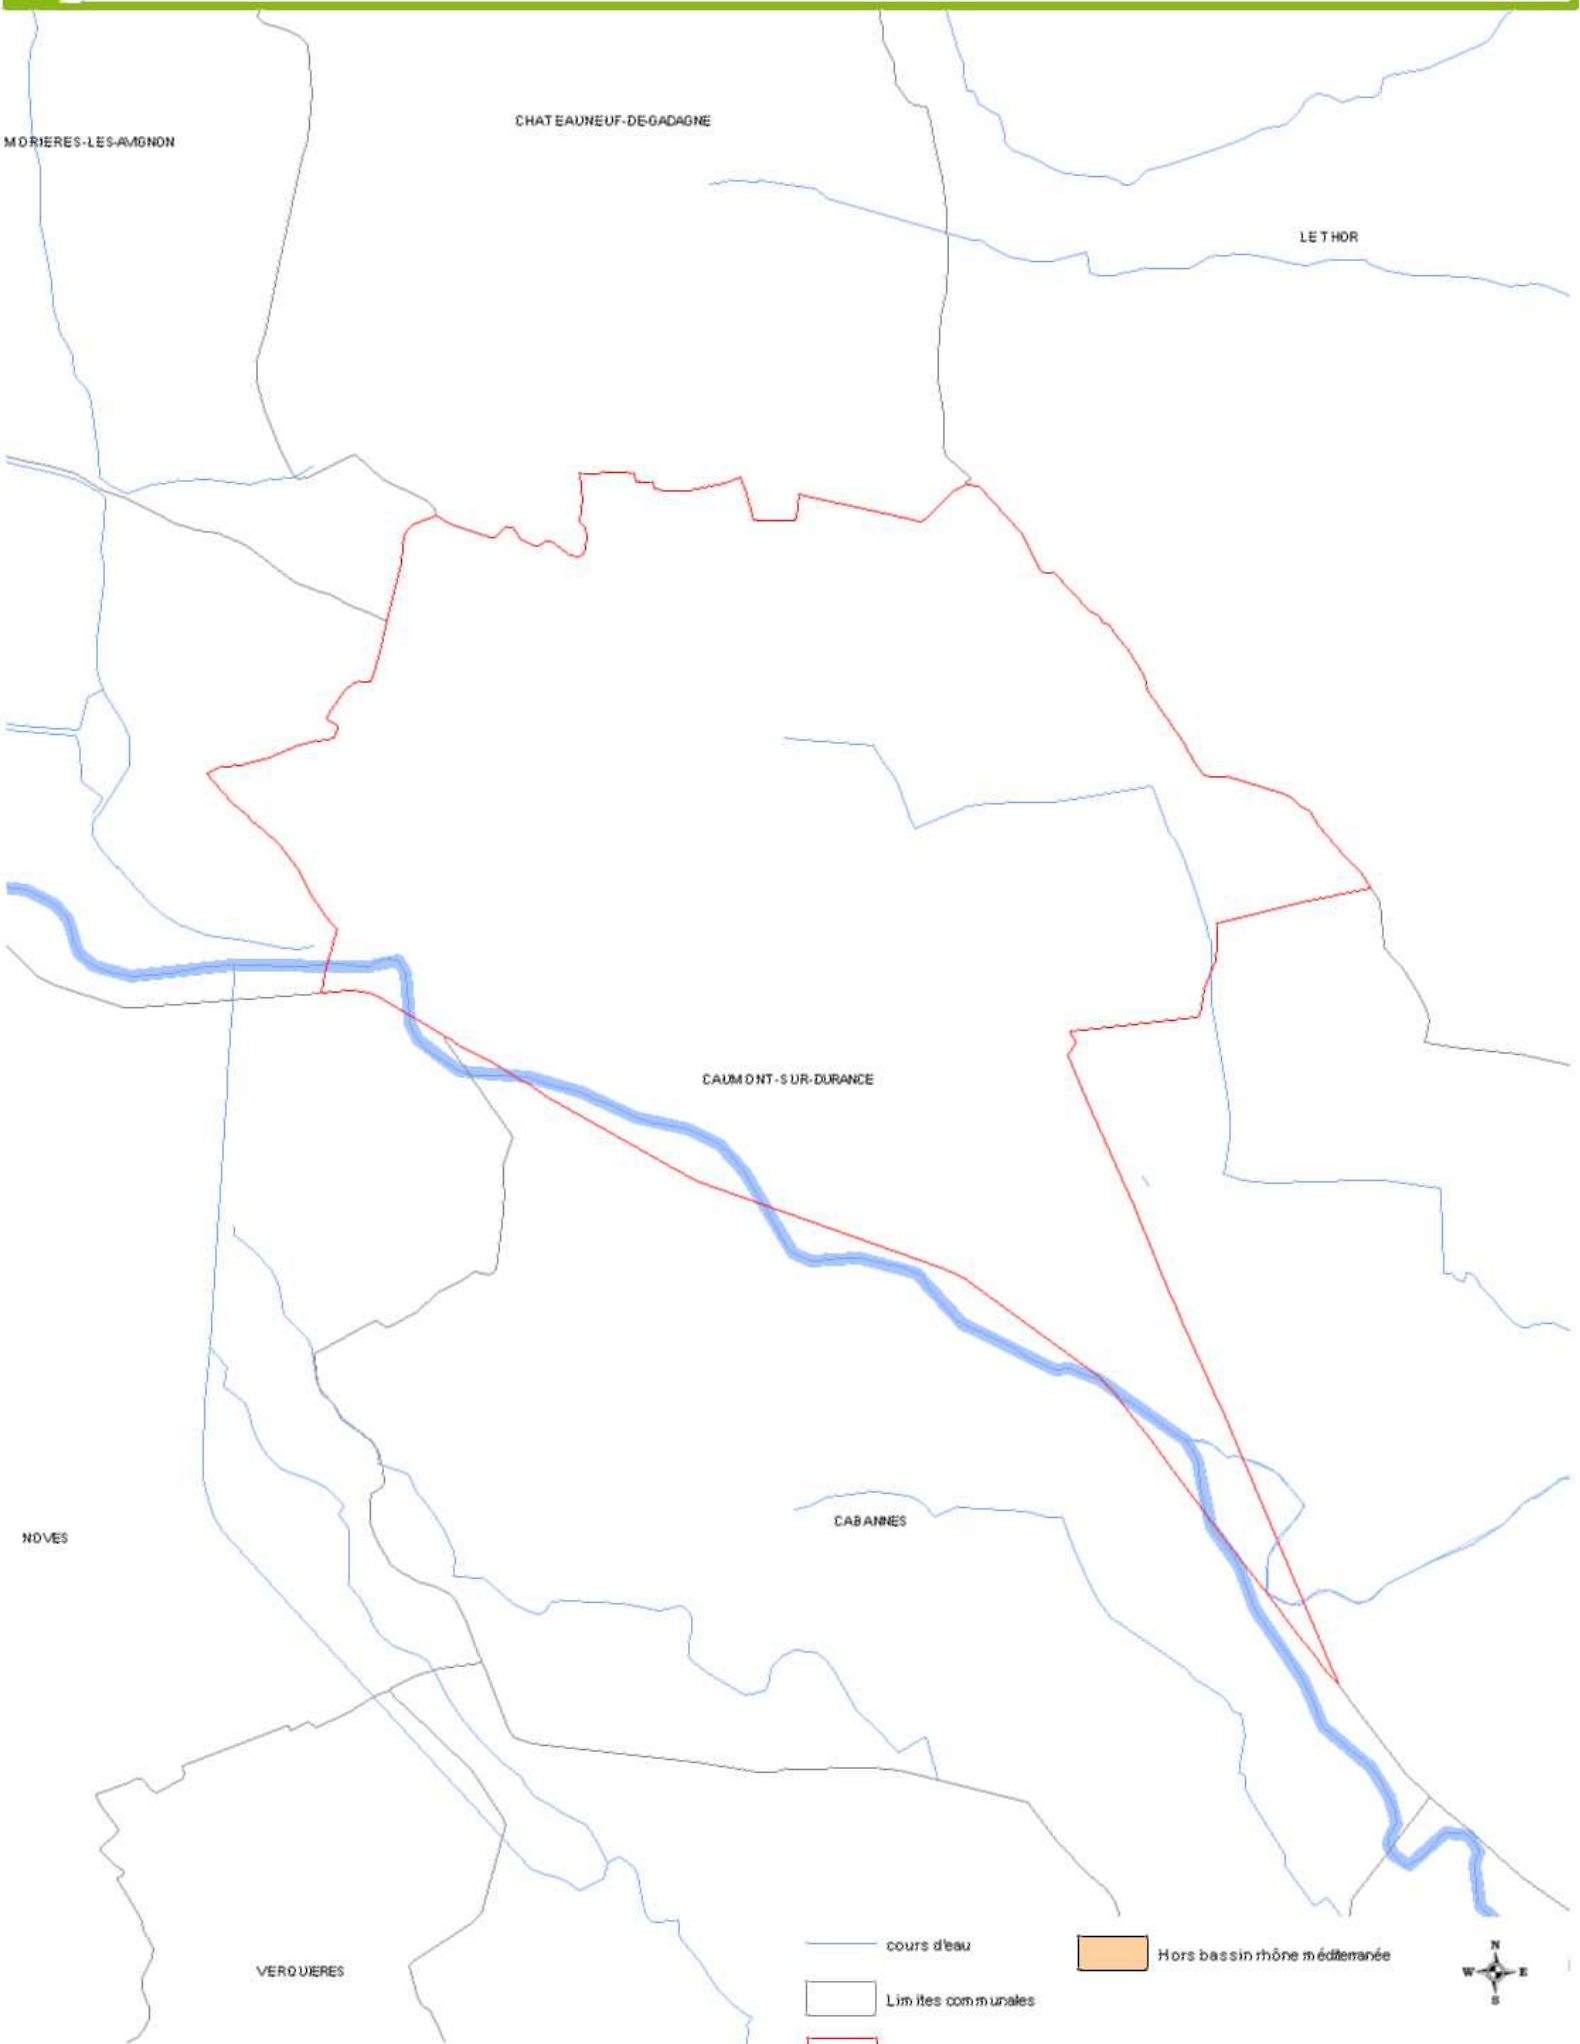 CHATEAUNEUF-DE-GADAGNE
MORIERES-LES-AVIGNON
LE THOR
CAUMONT-SUR-DURANCE
CABANNES
NOVES
VERQUIERES
cours d'eau
Hors bassin rhône méditerranée
Limites communales
N
W E
S